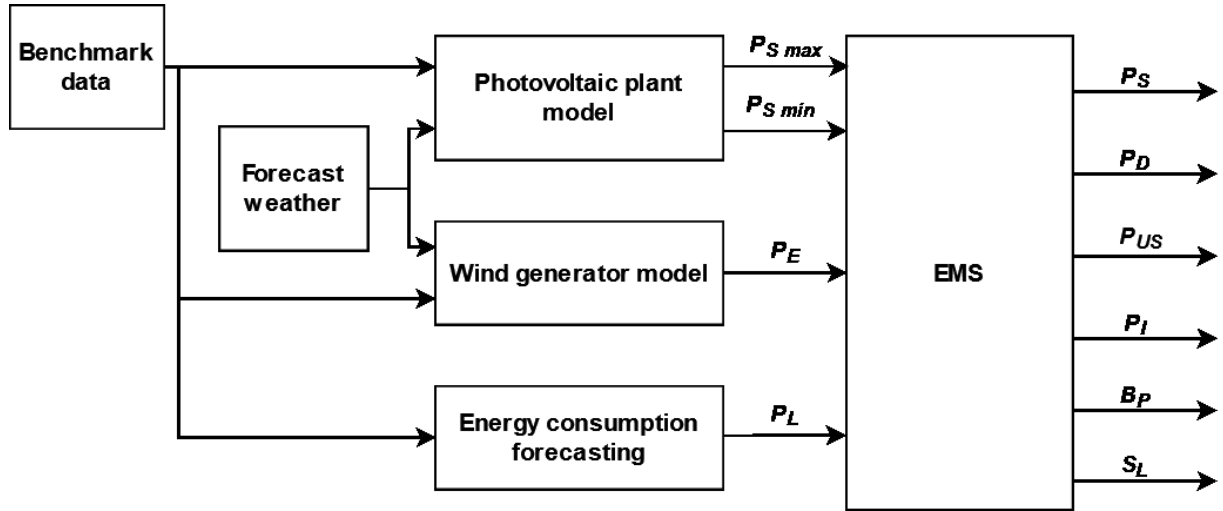 Benchmark
data
Forecast
weather
Photovoltaic plant
model
Wind generator model
Energy consumption
forecasting
P_S max
P_S mín
P_E
P_L
EMS
P_S
P_D
P_US
P_I
B_P
S_L